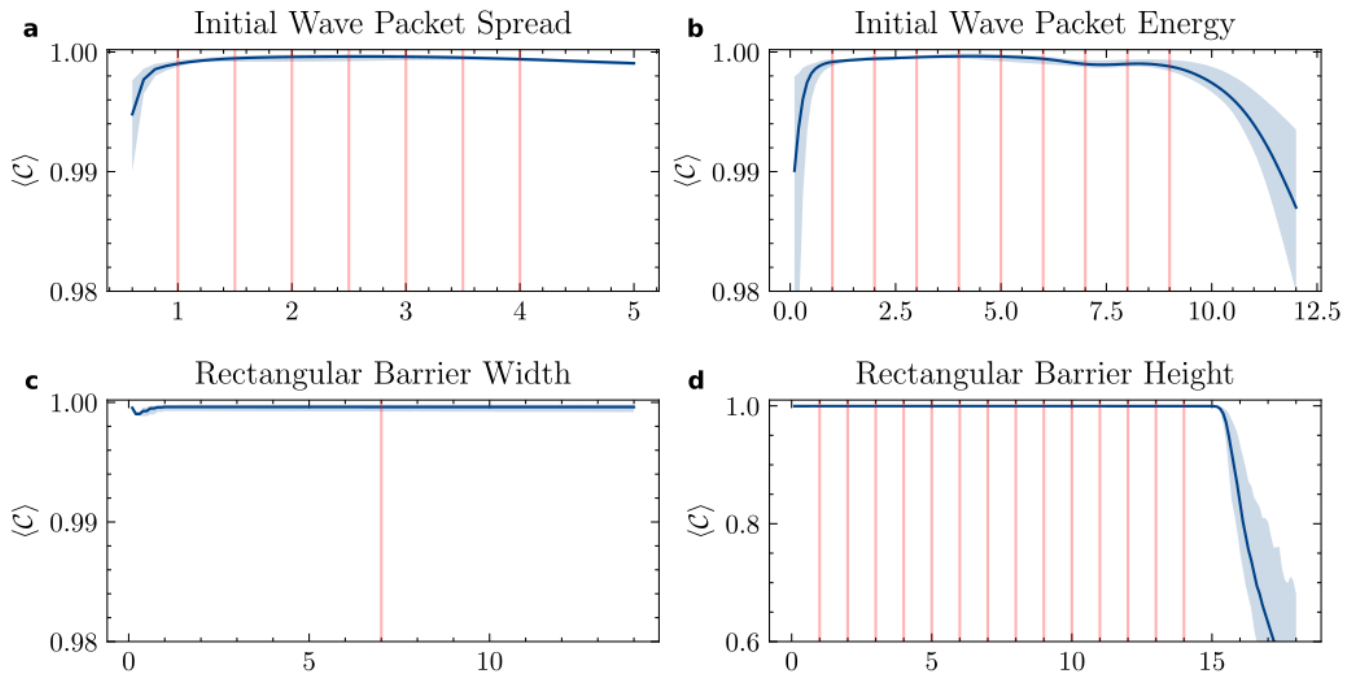 a Initial Wave Packet Spread
1.00
0.99
0.98
⟨𝒞⟩
1 2 3 4 5
b Initial Wave Packet Energy
1.00
0.99
0.98
⟨𝒞⟩
0.0 2.5 5.0 7.5 10.0 12.5
c Rectangular Barrier Width
1.00
0.99
0.98
⟨𝒞⟩
0 5 10
d Rectangular Barrier Height
1.0
0.8
0.6
⟨𝒞⟩
0 5 10 15